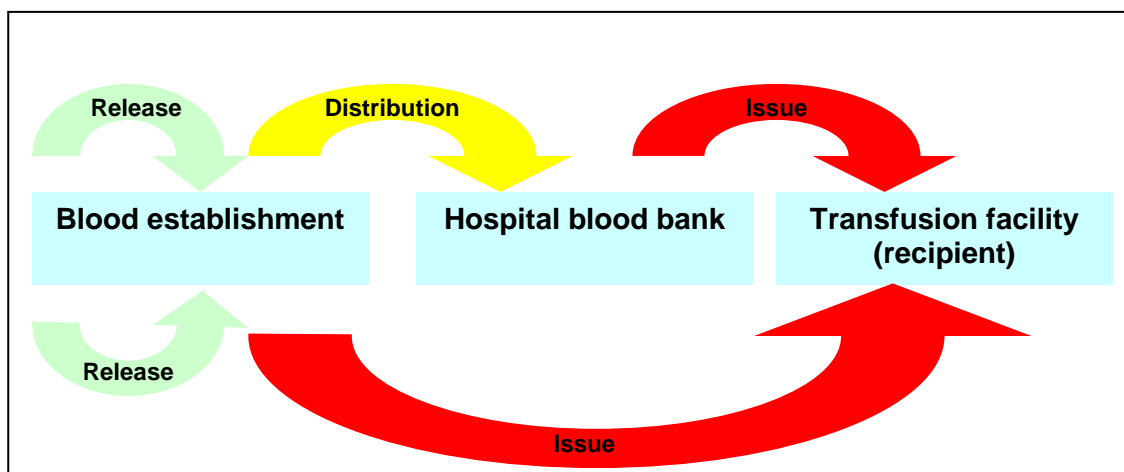 Release
Distribution
Issue
Blood establishment
Hospital blood bank
Transfusion facility
(recipient)
Release
Issue